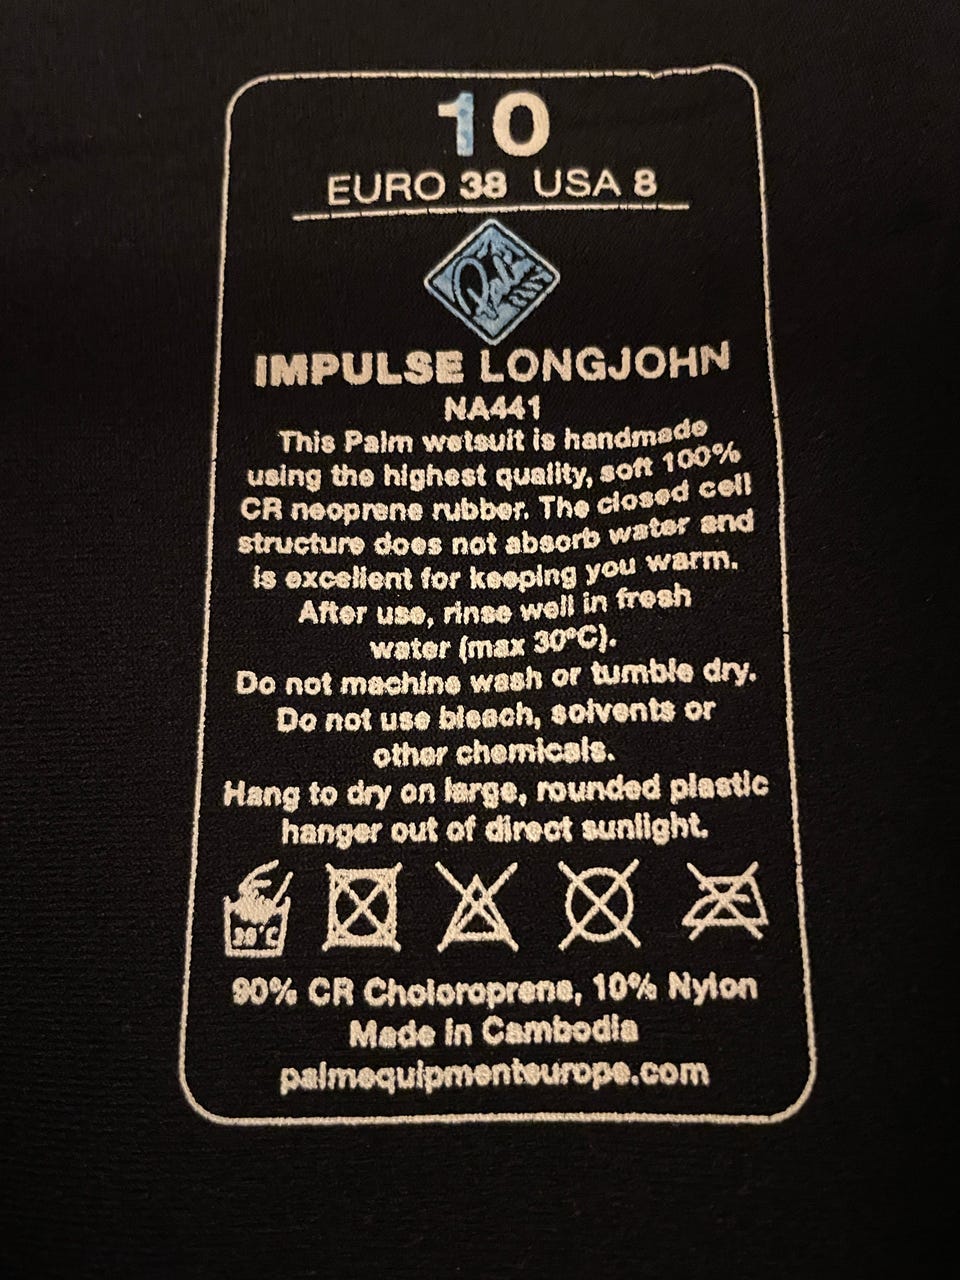 10
EURO 38 USA 8
Palm
IMPULSE LONGJOHN
NA441
This Palm wetsuit is handmade
using the highest quality, soft 100%
CR neoprene rubber. The closed cell
structure does not absorb water and
is excellent for keeping you warm.
After use, rinse well in fresh
water (max 30°C).
Do not machine wash or tumble dry.
Do not use bleach, solvents or
other chemicals.
Hang to dry on large, rounded plastic
hanger out of direct sunlight.
30°C
90% CR Choloroprene, 10% Nylon
Made in Cambodia
palmequipmenteurope.com